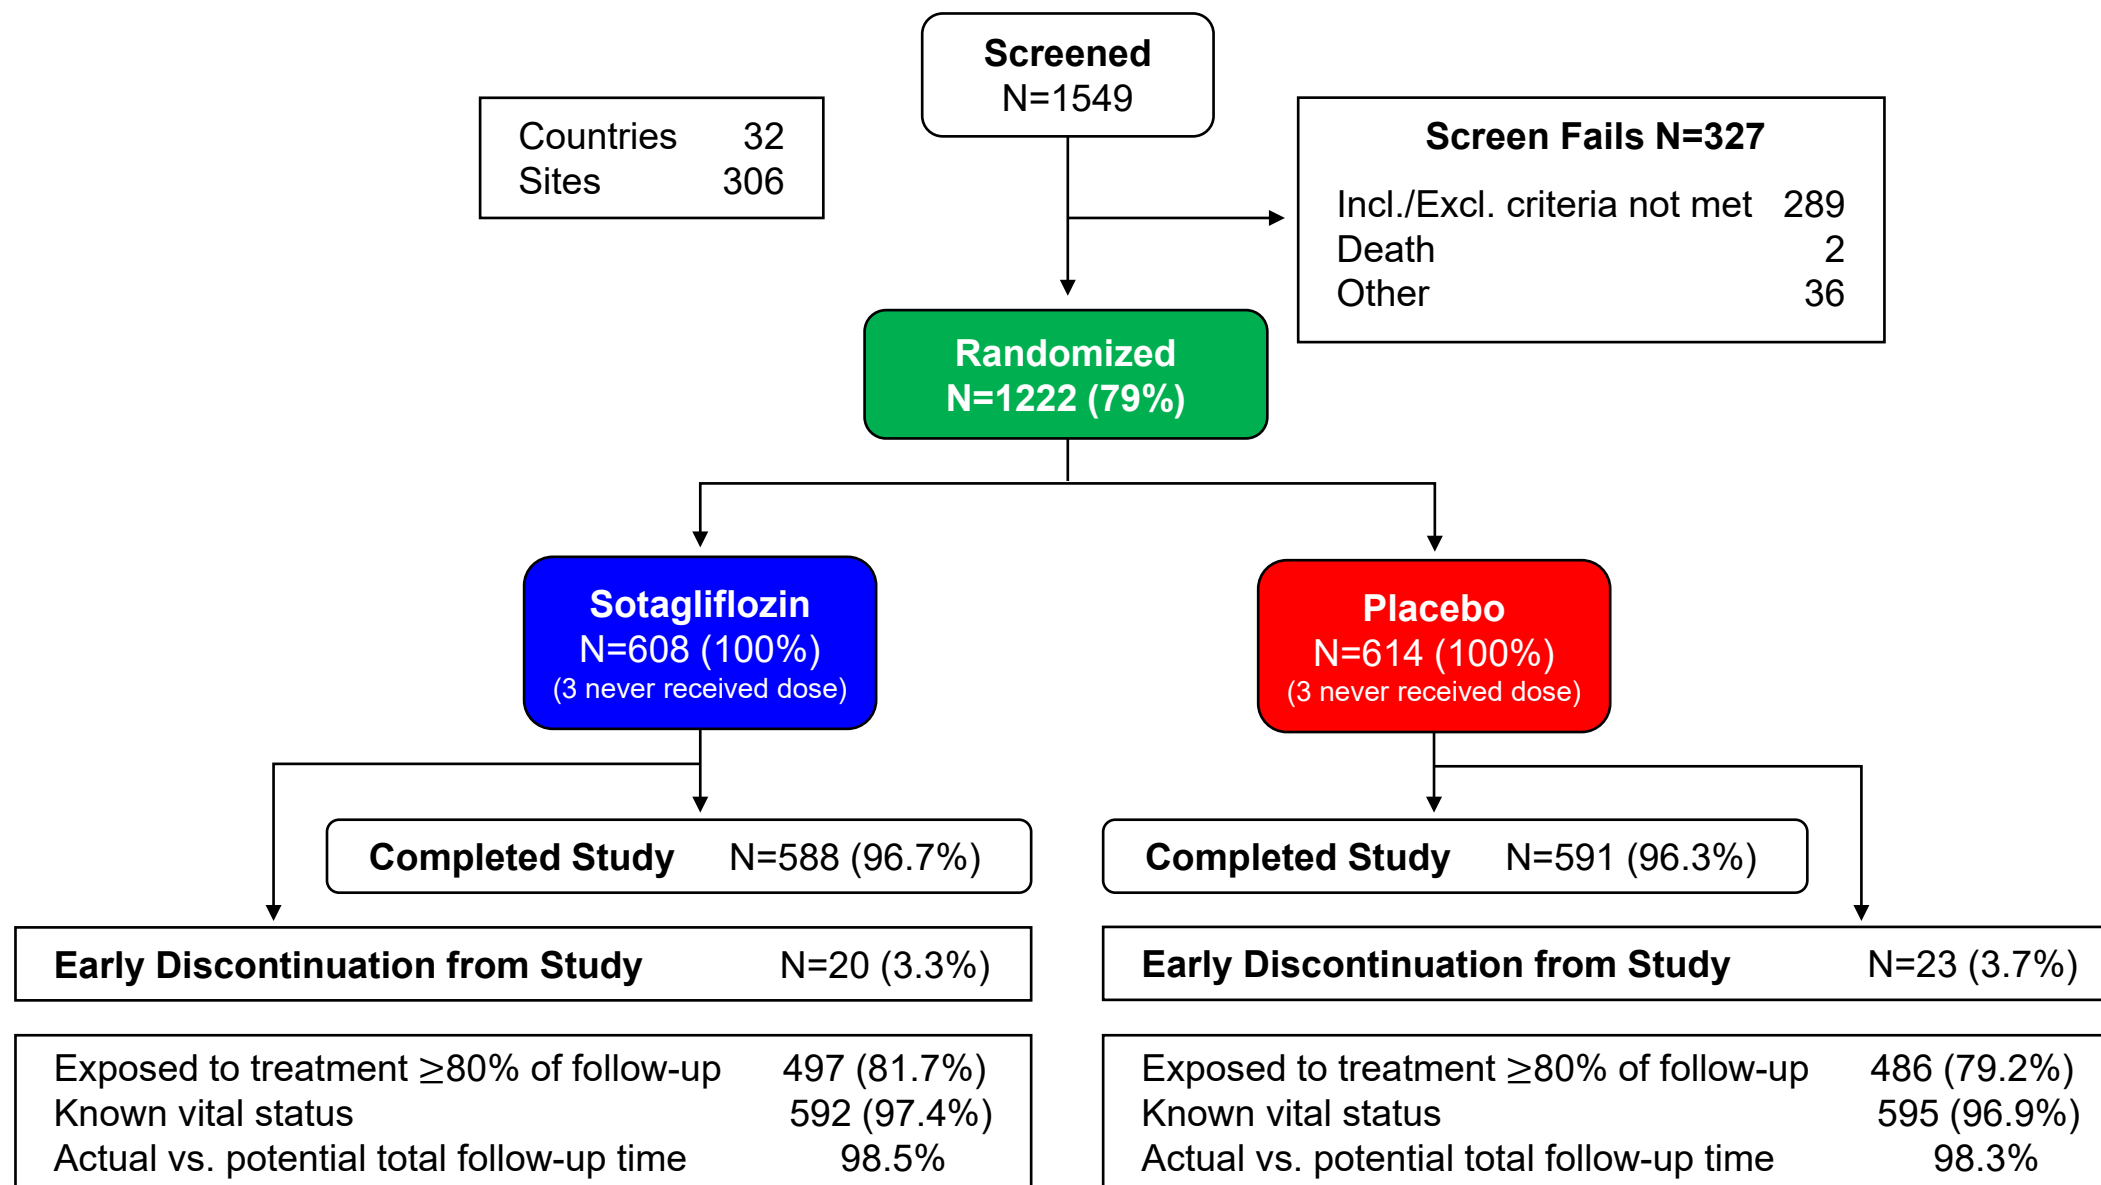 Screened
N=1549
Countries 32
Sites 306
Screen Fails N=327
Incl./Excl. criteria not met 289
Death 2
Other 36
Randomized
N=1222 (79%)
Sotagliflozin
N=608 (100%)
(3 never received dose)
Placebo
N=614 (100%)
(3 never received dose)
Completed Study N=588 (96.7%)
Completed Study N=591 (96.3%)
Early Discontinuation from Study N=20 (3.3%)
Early Discontinuation from Study N=23 (3.7%)
Exposed to treatment ≥80% of follow-up 497 (81.7%)
Known vital status 592 (97.4%)
Actual vs. potential total follow-up time 98.5%
Exposed to treatment ≥80% of follow-up 486 (79.2%)
Known vital status 595 (96.9%)
Actual vs. potential total follow-up time 98.3%